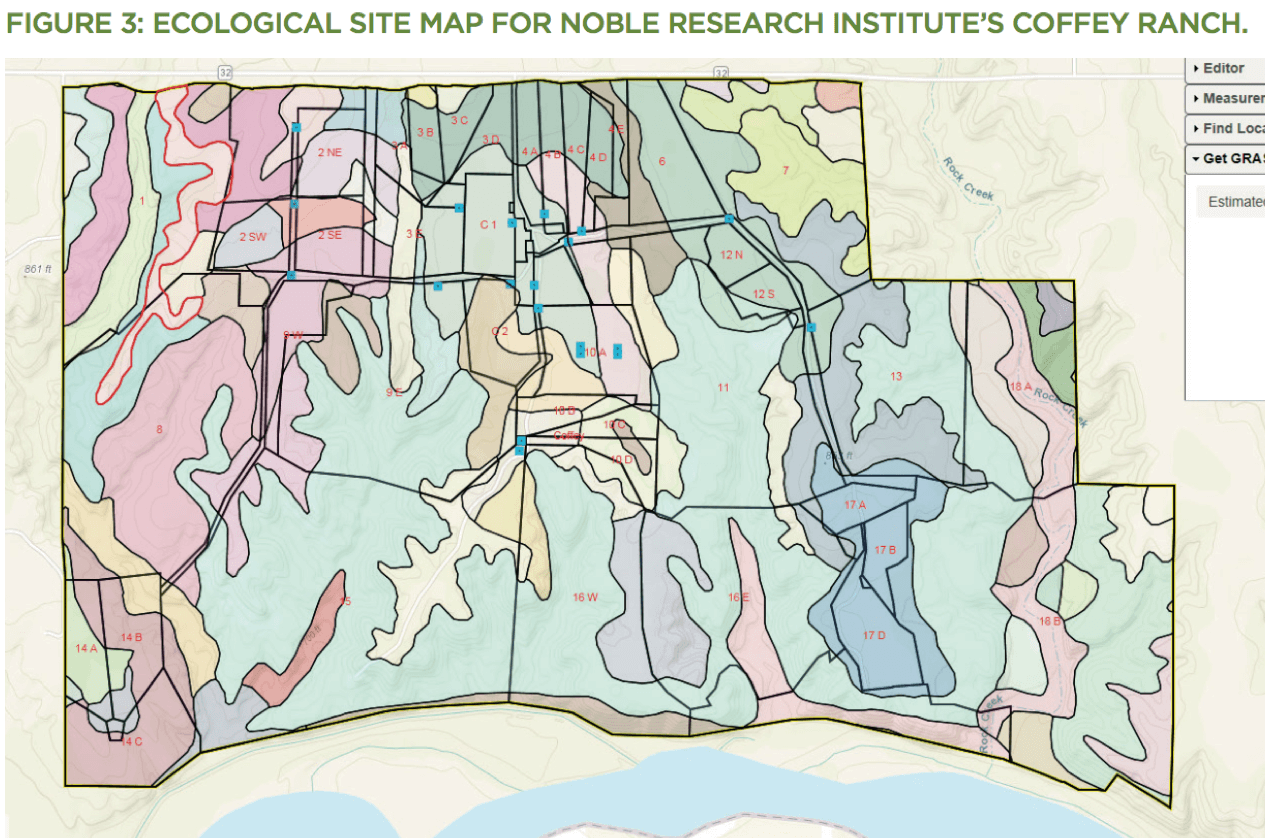 FIGURE 3: ECOLOGICAL SITE MAP FOR NOBLE RESEARCH INSTITUTE'S COFFEY RANCH.
32
32
Editor
Measurer
Find Loca
Get GRAS
Estimated
3 C
3 B
4 E
3 D
3 A
4 A
4 B
4 C
4 D
2 NE
6
7
Rock Creek
1
C 1
2 SW
2 SE
3 E
12 N
861 ft
12 S
9 W
C 2
10 A
13
11
18 A
Rock Creek
9 E
10 B
8
10 C
Coffey
10 D
17 A
17 B
15
16 W
16 E
18 B
14 B
17 D
14 A
14 C
Rock Creek